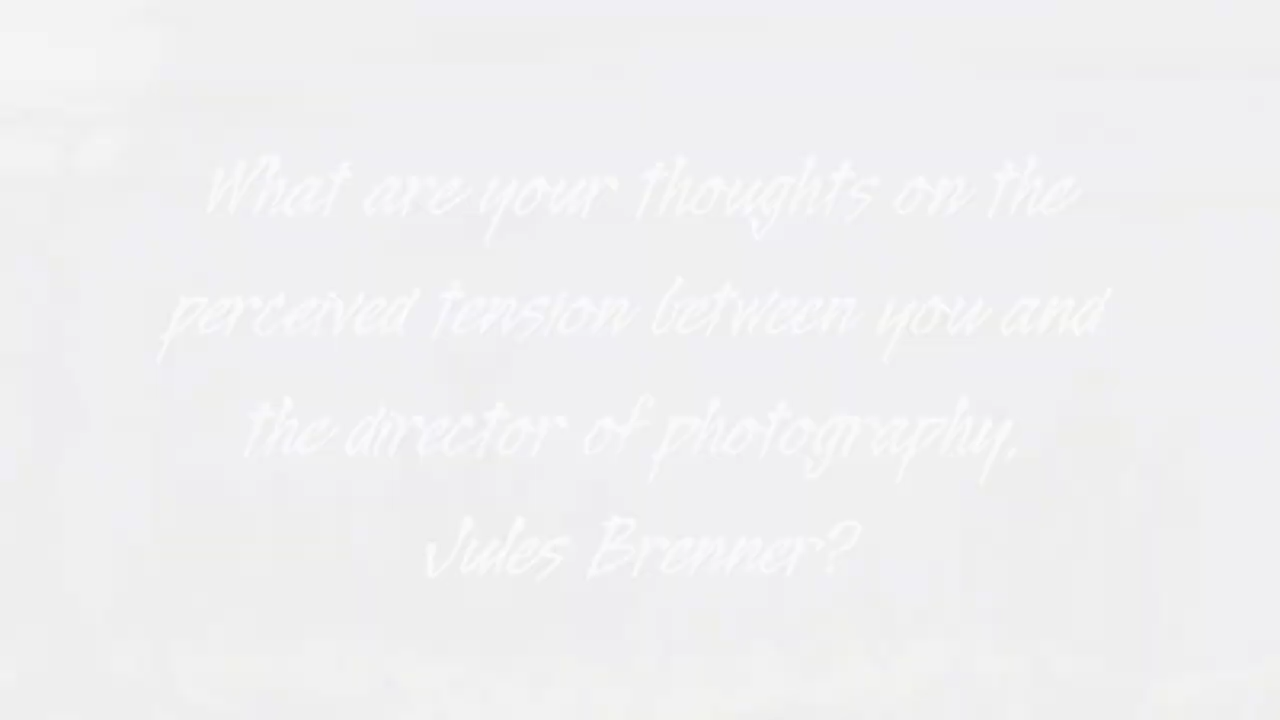 What are your thoughts on the
perceived tension between you and
the director of photography,
Jules Brenner?